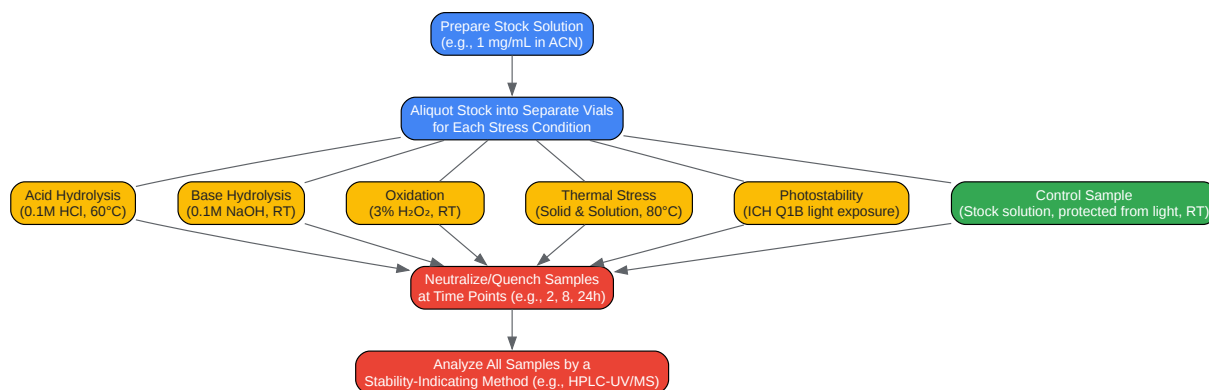 Prepare Stock Solution
(e.g., 1 mg/mL in ACN)
Aliquot Stock into Separate Vials
for Each Stress Condition
Acid Hydrolysis
(0.1M HCl, 60°C)
Base Hydrolysis
(0.1M NaOH, RT)
Oxidation
(3% H₂O₂, RT)
Thermal Stress
(Solid & Solution, 80°C)
Photostability
(ICH Q1B light exposure)
Control Sample
(Stock solution, protected from light, RT)
Neutralize/Quench Samples
at Time Points (e.g., 2, 8, 24h)
Analyze All Samples by a
Stability-Indicating Method (e.g., HPLC-UV/MS)